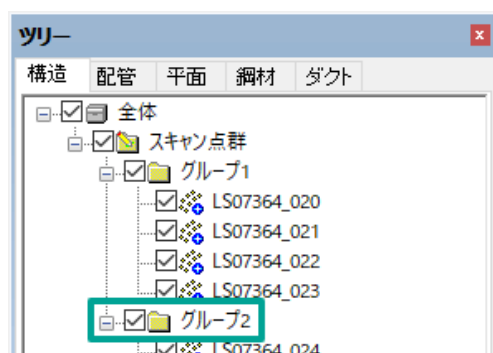 ツリー
構造 配管 平面 鋼材 ダクト
全体
スキャン点群
グループ1
LS07364_020
LS07364_021
LS07364_022
LS07364_023
グループ2
LS07364_024